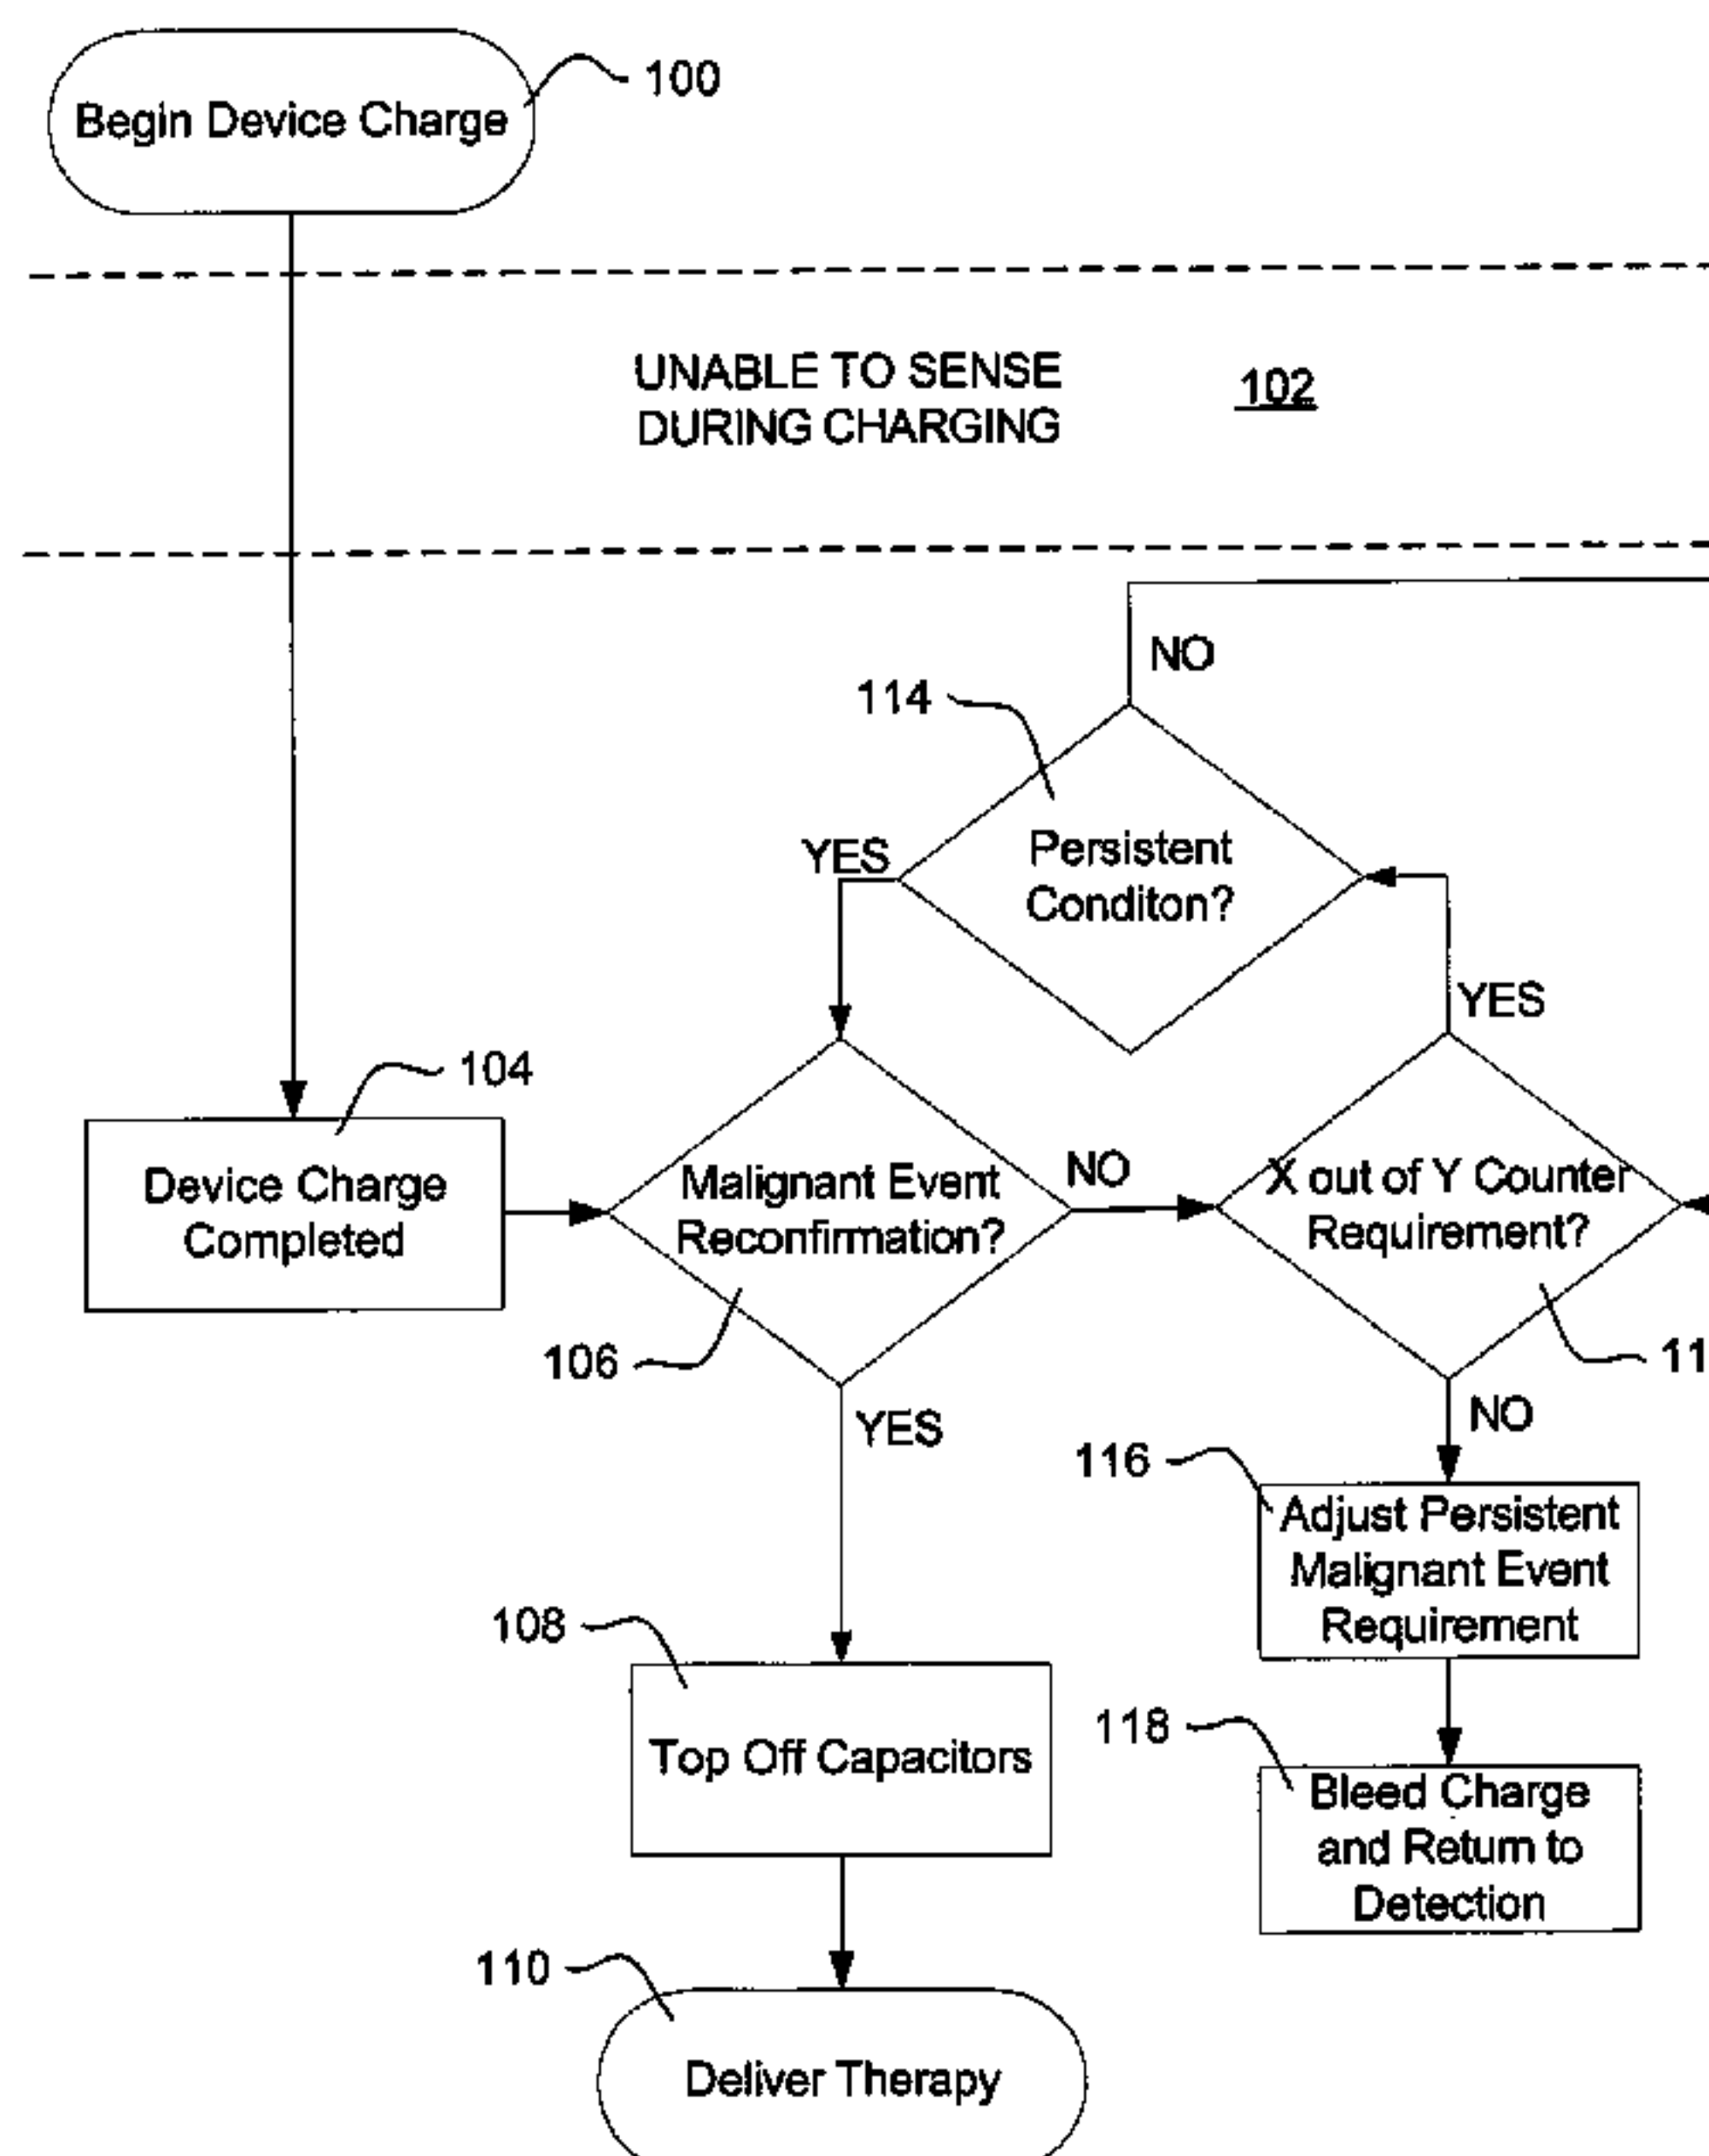 Begin Device Charge
100
UNABLE TO SENSE
DURING CHARGING
102
NO
114
YES
Persistent
Conditon?
YES
104
Device Charge
Completed
Malignant Event
Reconfirmation?
NO
X out of Y Counter
Requirement?
106
11
YES
NO
116
Adjust Persistent
Malignant Event
Requirement
108
Top Off Capacitors
118
Bleed Charge
and Return to
Detection
110
Deliver Therapy